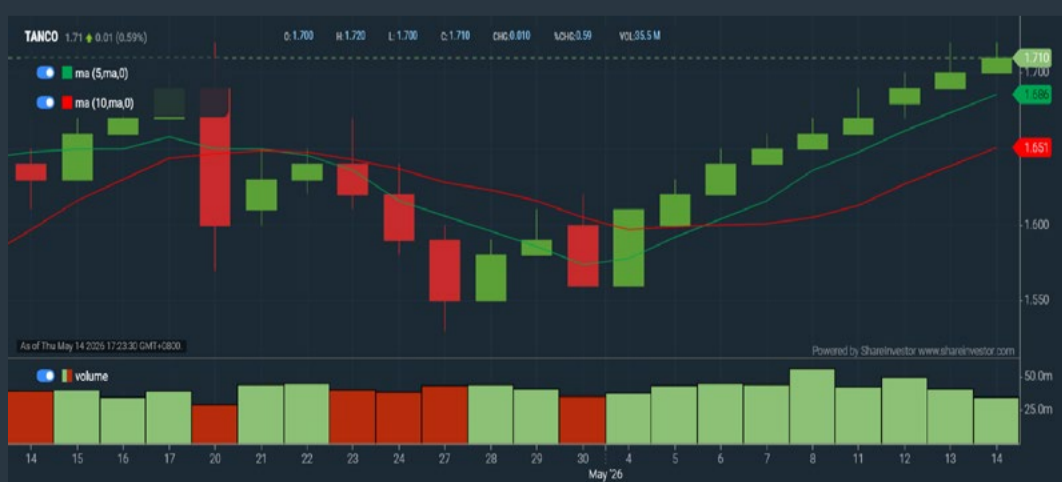 TANCO 1.71 0.01 (0.59%) O: 1.700 H: 1.720 L: 1.700 C: 1.710 CHG:0.010 %CHG:0.59 VOL:35.5 M
ma (5,ma,0)
ma (10,ma,0)
1.710
1.700
1.686
1.651
1.600
1.550
As of Thu May 14 2026 17:23:30 GMT+0800
Powered by ShareInvestor www.shareinvestor.com
volume
50.0m
25.0m
14 15 16 17 20 21 22 23 24 27 28 29 30 4 5 6 7 8 11 12 13 14
May '26